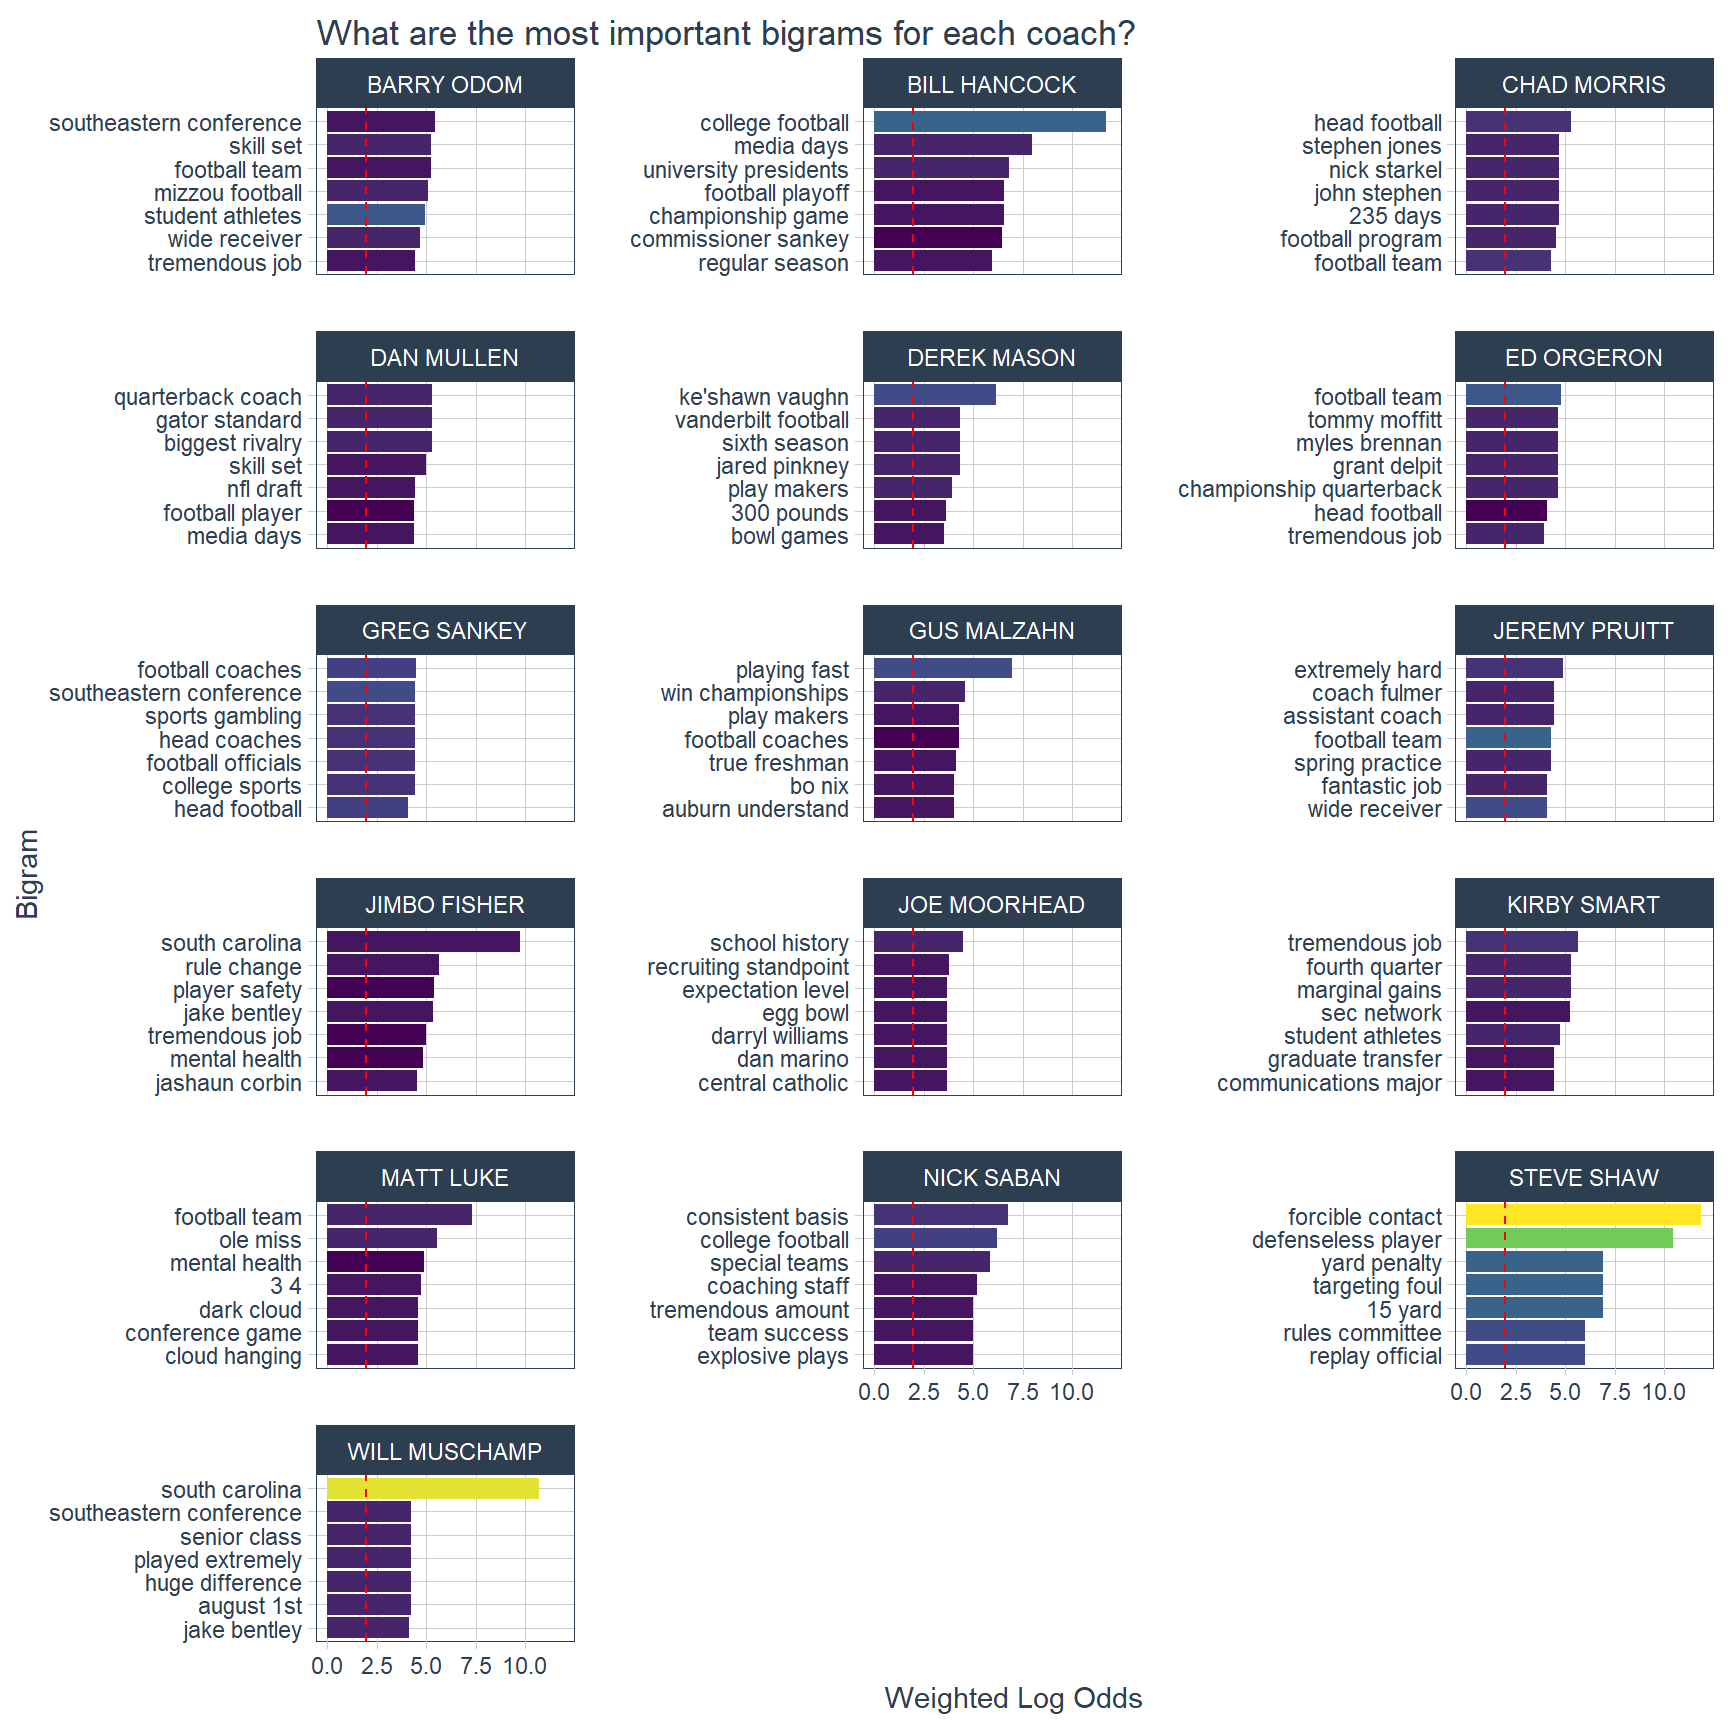 What are the most important bigrams for each coach?
BARRY ODOM
southeastern conference
skill set
football team
mizzou football
student athletes
wide receiver
tremendous job
BILL HANCOCK
college football
media days
university presidents
football playoff
championship game
commissioner sankey
regular season
CHAD MORRIS
head football
stephen jones
nick starkel
john stephen
235 days
football program
football team
DAN MULLEN
quarterback coach
gator standard
biggest rivalry
skill set
nfl draft
football player
media days
DEREK MASON
ke'shawn vaughn
vanderbilt football
sixth season
jared pinkney
play makers
300 pounds
bowl games
ED ORGERON
football team
tommy moffitt
myles brennan
grant delpit
championship quarterback
head football
tremendous job
GREG SANKEY
football coaches
southeastern conference
sports gambling
head coaches
football officials
college sports
head football
GUS MALZAHN
playing fast
win championships
play makers
football coaches
true freshman
bo nix
auburn understand
JEREMY PRUITT
extremely hard
coach fulmer
assistant coach
football team
spring practice
fantastic job
wide receiver
JIMBO FISHER
south carolina
rule change
player safety
jake bentley
tremendous job
mental health
jashaun corbin
JOE MOORHEAD
school history
recruiting standpoint
expectation level
egg bowl
darryl williams
dan marino
central catholic
KIRBY SMART
tremendous job
fourth quarter
marginal gains
sec network
student athletes
graduate transfer
communications major
MATT LUKE
football team
ole miss
mental health
3 4
dark cloud
conference game
cloud hanging
NICK SABAN
consistent basis
college football
special teams
coaching staff
tremendous amount
team success
explosive plays
0.0 2.5 5.0 7.5 10.0
STEVE SHAW
forcible contact
defenseless player
yard penalty
targeting foul
15 yard
rules committee
replay official
0.0 2.5 5.0 7.5 10.0
WILL MUSCHAMP
south carolina
southeastern conference
senior class
played extremely
huge difference
august 1st
jake bentley
0.0 2.5 5.0 7.5 10.0
Bigram
Weighted Log Odds